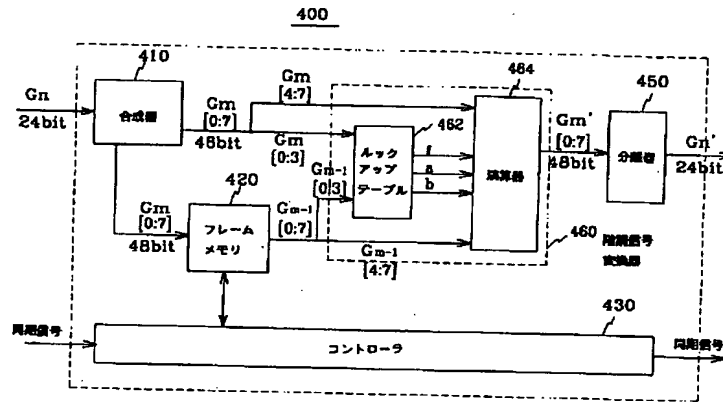 400
410
合成器
Gn
24bit
Gm
[0:7]
48bit
Gm
[4:7]
Gm
[0:3]
Gm-1
[0:3]
462
ルック
アップ
テーブル
f
a
b
464
演算器
Gm'
[0:7]
48bit
450
分離器
Gn'
24bit
Gm
[0:7]
48bit
420
フレーム
メモリ
Gm-1
[0:7]
Gm-1
[4:7]
460
階調信号
変換器
430
同期信号
コントローラ
同期信号